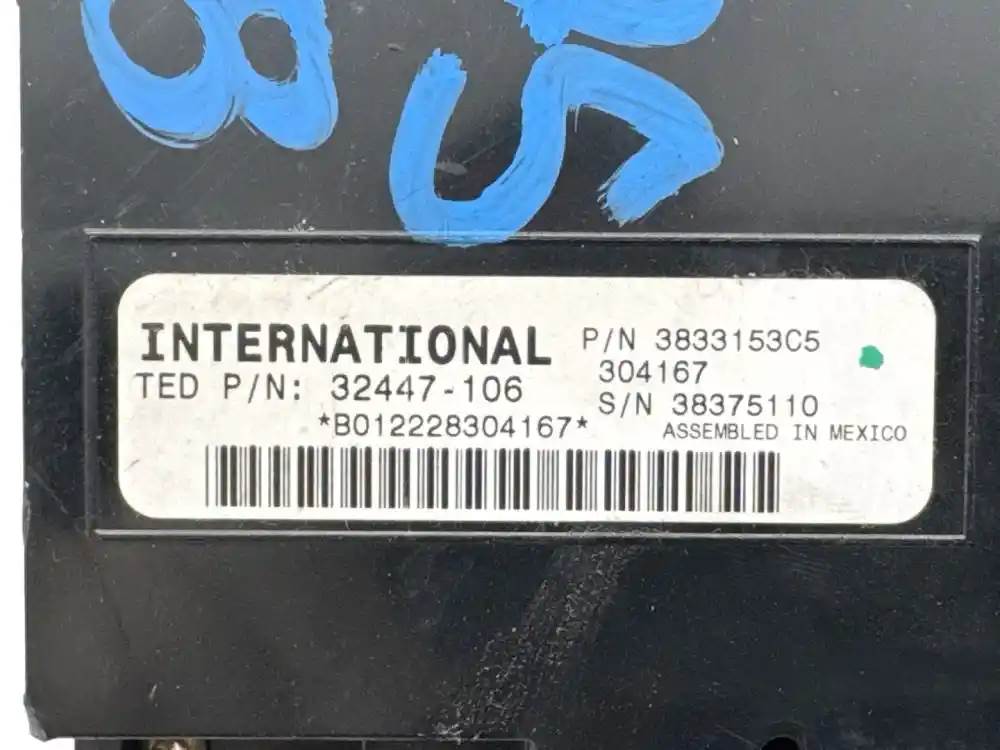 INTERNATIONAL
P/N 3833153C5
304167
TED P/N: 32447-106
S/N 38375110
*B012228304167*
ASSEMBLED IN MEXICO